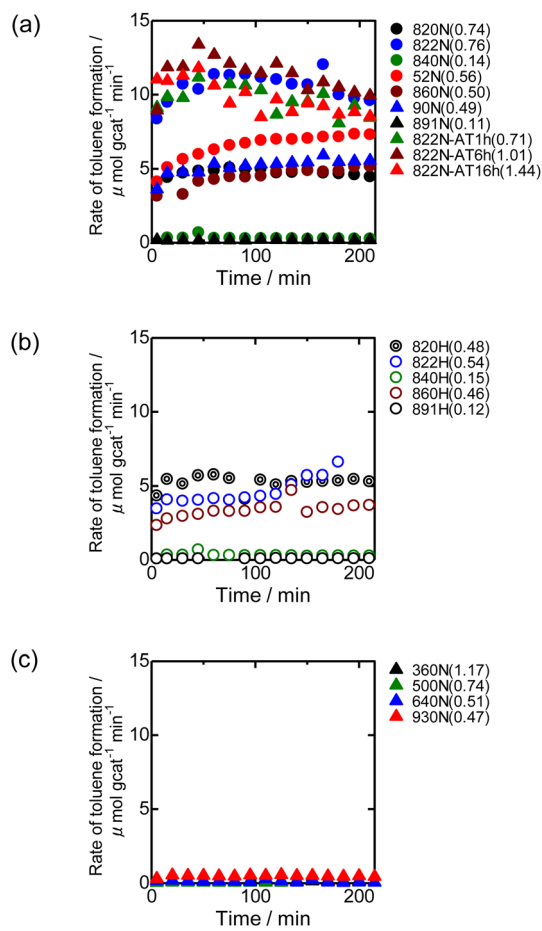 (a)
Rate of toluene formation /
μ mol gcat⁻¹ min⁻¹
15
10
5
0
0
100
200
Time / min
820N(0.74)
822N(0.76)
840N(0.14)
52N(0.56)
860N(0.50)
90N(0.49)
891N(0.11)
822N-AT1h(0.71)
822N-AT6h(1.01)
822N-AT16h(1.44)
(b)
Rate of toluene formation /
μ mol gcat⁻¹ min⁻¹
15
10
5
0
0
100
200
Time / min
820H(0.48)
822H(0.54)
840H(0.15)
860H(0.46)
891H(0.12)
(c)
Rate of toluene formation /
μ mol gcat⁻¹ min⁻¹
15
10
5
0
0
100
200
Time / min
360N(1.17)
500N(0.74)
640N(0.51)
930N(0.47)